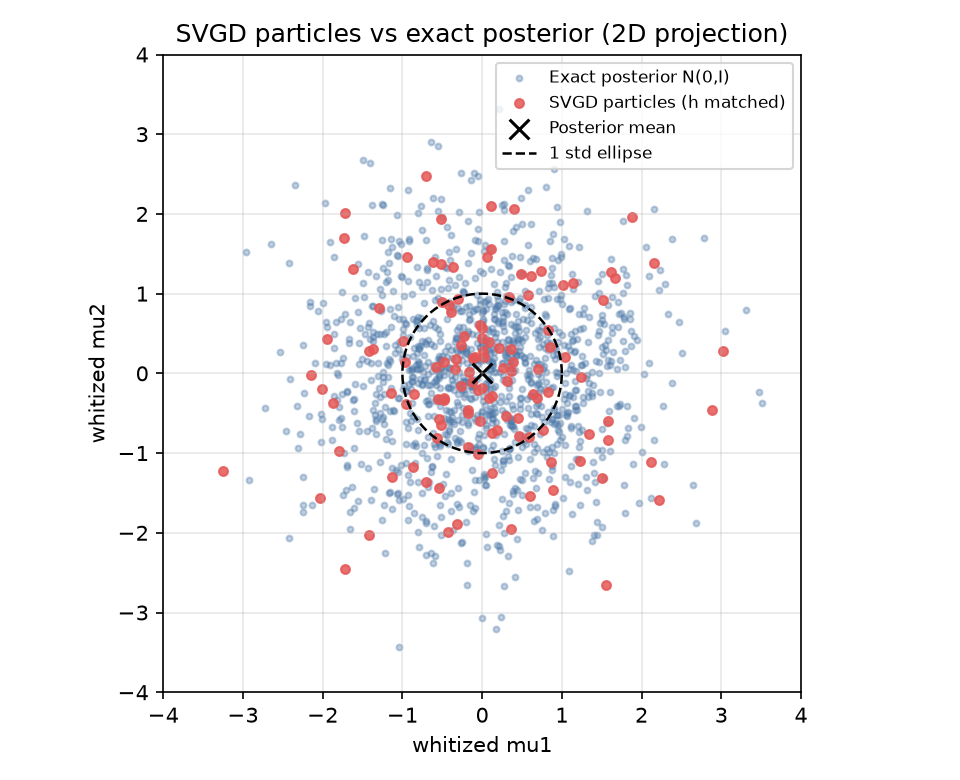 SVGD particles vs exact posterior (2D projection)
Exact posterior N(0,I)
SVGD particles (h matched)
Posterior mean
1 std ellipse
4
3
2
1
0
−1
−2
−3
−4
whitized mu2
−4 −3 −2 −1 0 1 2 3 4
whitized mu1